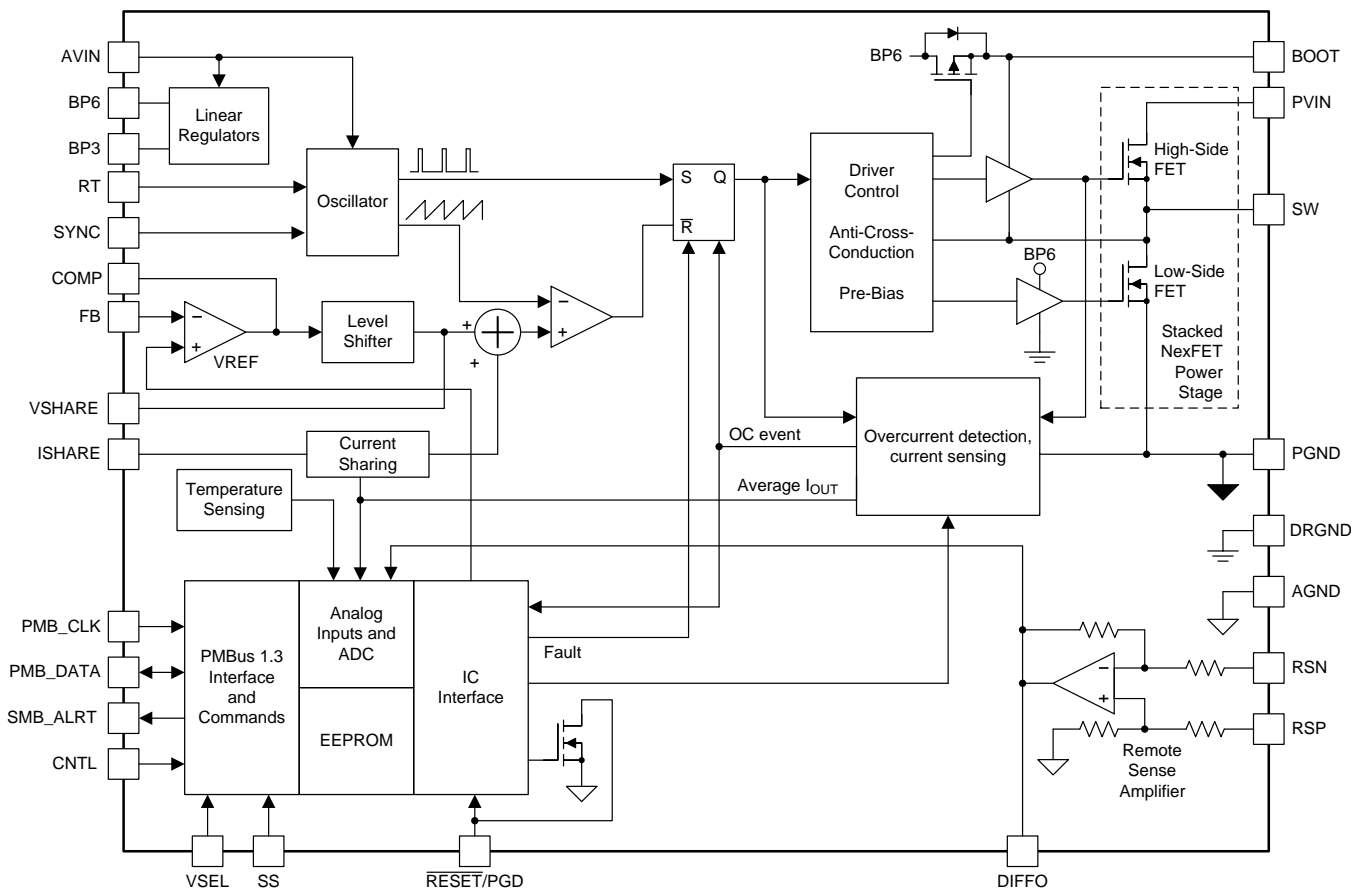 AVIN
BP6
BP3
RT
SYNC
COMP
FB
VSHARE
ISHARE
PMB_CLK
PMB_DATA
SMB_ALRT
CNTL
Linear
Regulators
Oscillator
VREF
Level
Shifter
+
+
Current
Sharing
Temperature
Sensing
−
+
−
+
S Q
R̅
BP6
Driver
Control
Anti-Cross-
Conduction
Pre-Bias
BP6
High-Side
FET
Low-Side
FET
Stacked
NexFET
Power
Stage
OC event
Average I_OUT
Overcurrent detection,
current sensing
PMBus 1.3
Interface
and
Commands
Analog
Inputs and
ADC
EEPROM
IC
Interface
Fault
−
+
Remote
Sense
Amplifier
BOOT
PVIN
SW
PGND
DRGND
AGND
RSN
RSP
VSEL
SS
R̅E̅S̅E̅T̅/PGD
DIFFO